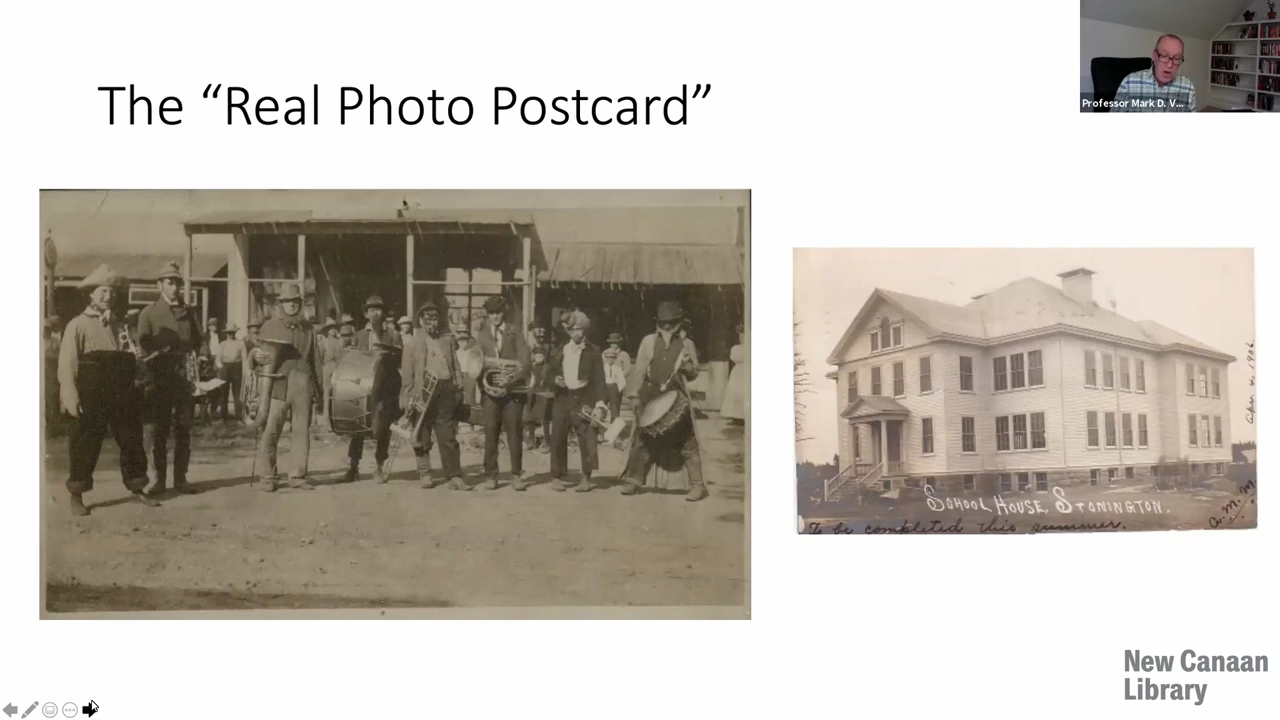 The “Real Photo Postcard”
Professor Mark D. V...
SCHOOL HOUSE, STONINGTON.
To be completed this summer.
New Canaan
Library